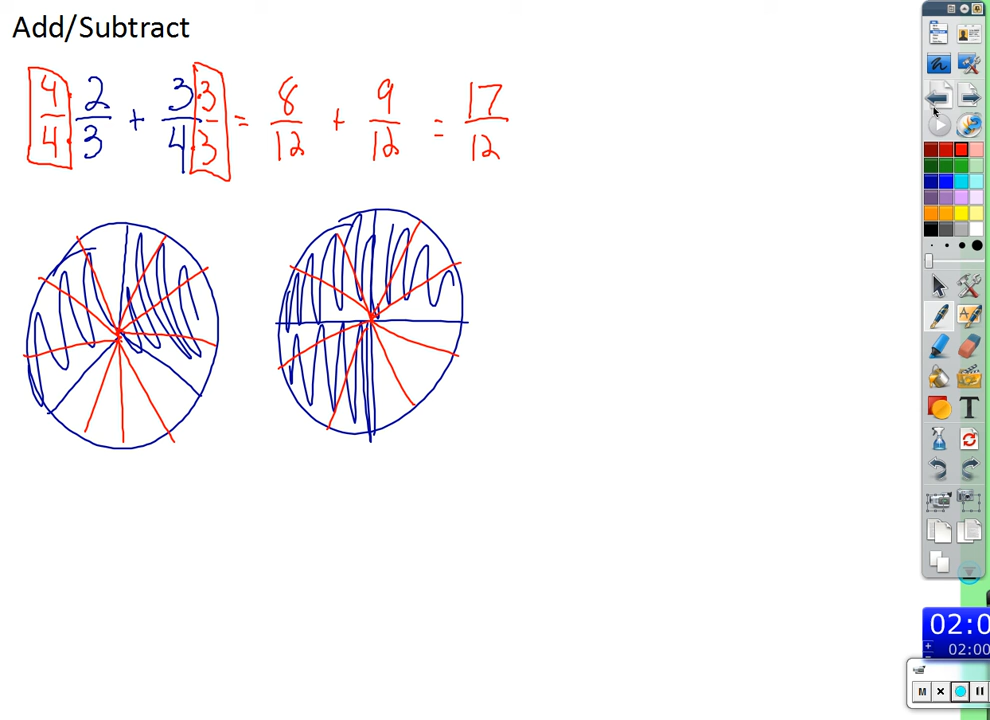 Add/Subtract
4/4 · 2/3 + 3/4 · 3/3 = 8/12 + 9/12 = 17/12
T
02:0
02:00
M